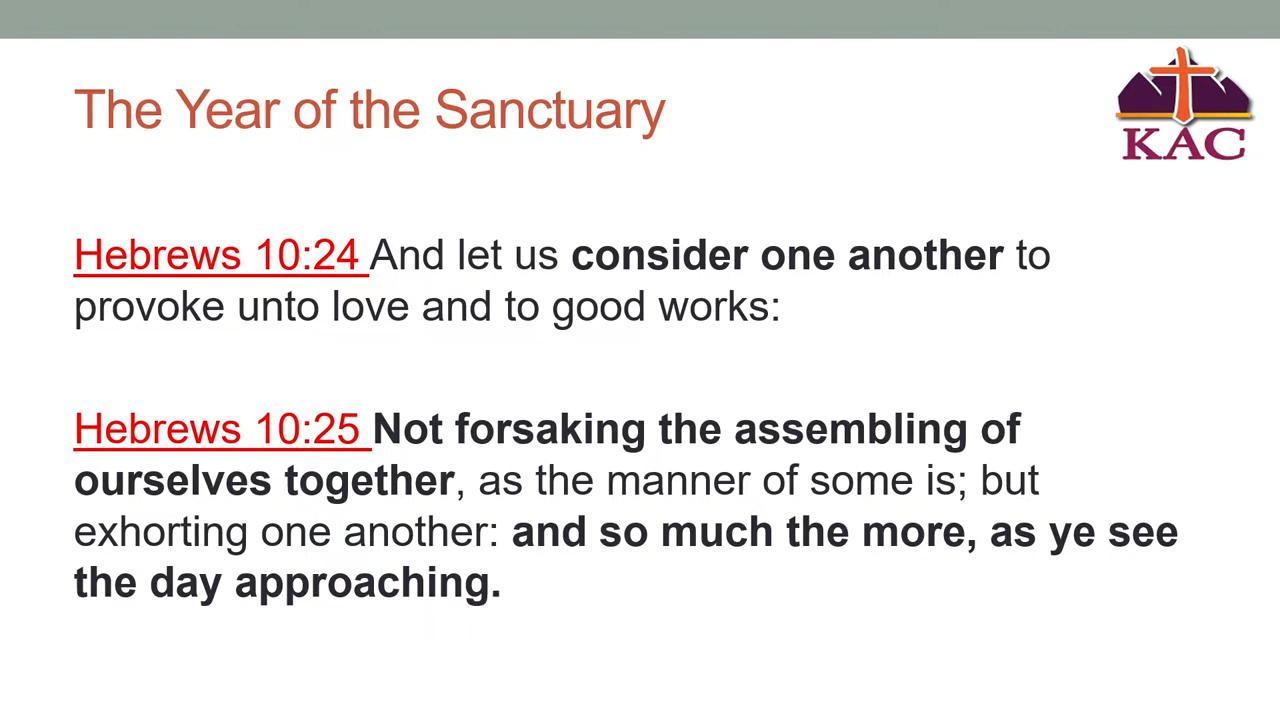 The Year of the Sanctuary
KAC
Hebrews 10:24 And let us consider one another to
provoke unto love and to good works:
Hebrews 10:25 Not forsaking the assembling of
ourselves together, as the manner of some is; but
exhorting one another: and so much the more, as ye see
the day approaching.